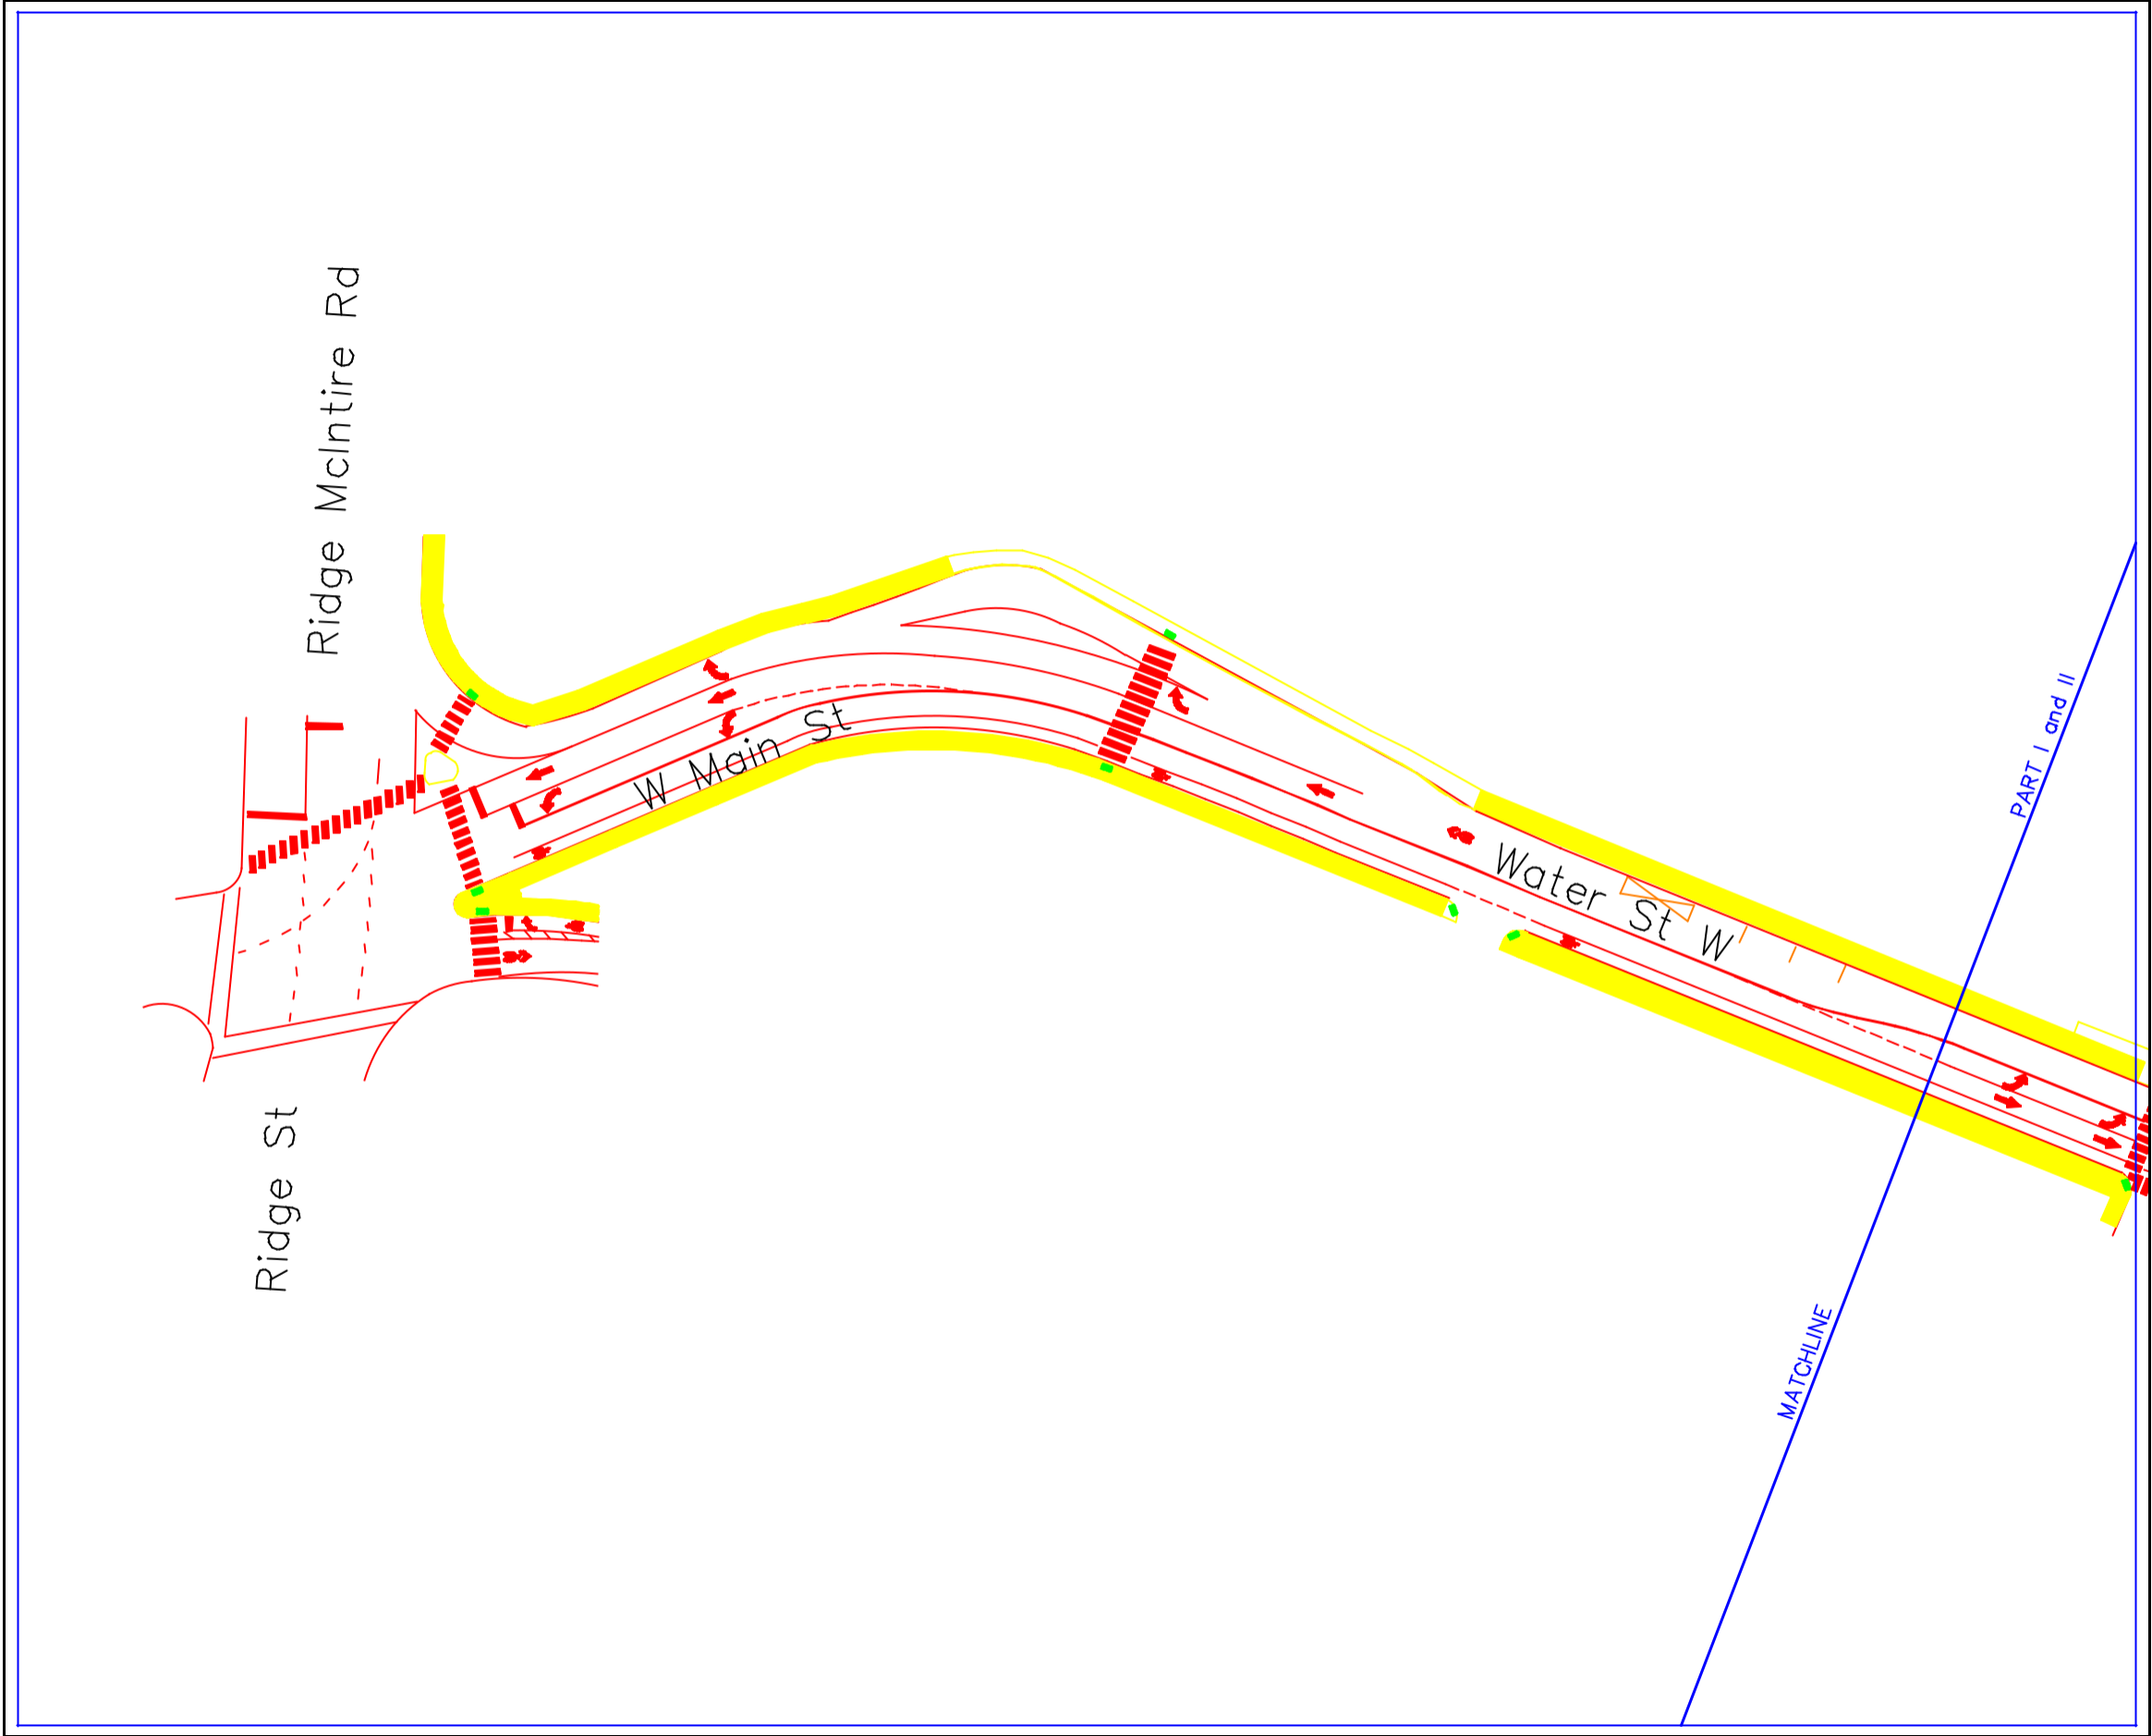 Ridge McIntire Rd
W Main St
Water St W
PART I and II
Ridge St
MATCHLINE